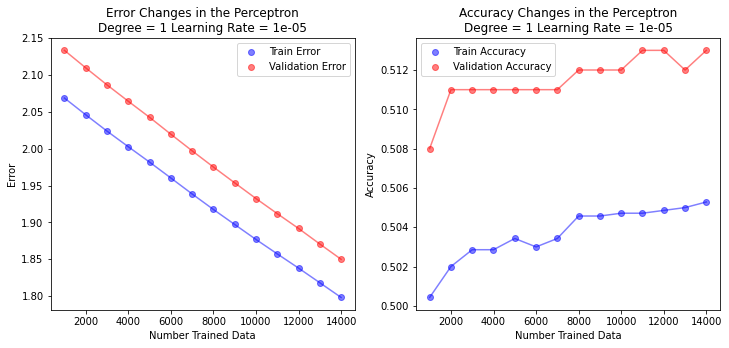 Error Changes in the Perceptron
Degree = 1 Learning Rate = 1e-05
Train Error
Validation Error
Error
2.15
2.10
2.05
2.00
1.95
1.90
1.85
1.80
2000 4000 6000 8000 10000 12000 14000
Number Trained Data
Accuracy Changes in the Perceptron
Degree = 1 Learning Rate = 1e-05
Train Accuracy
Validation Accuracy
Accuracy
0.512
0.510
0.508
0.506
0.504
0.502
0.500
2000 4000 6000 8000 10000 12000 14000
Number Trained Data